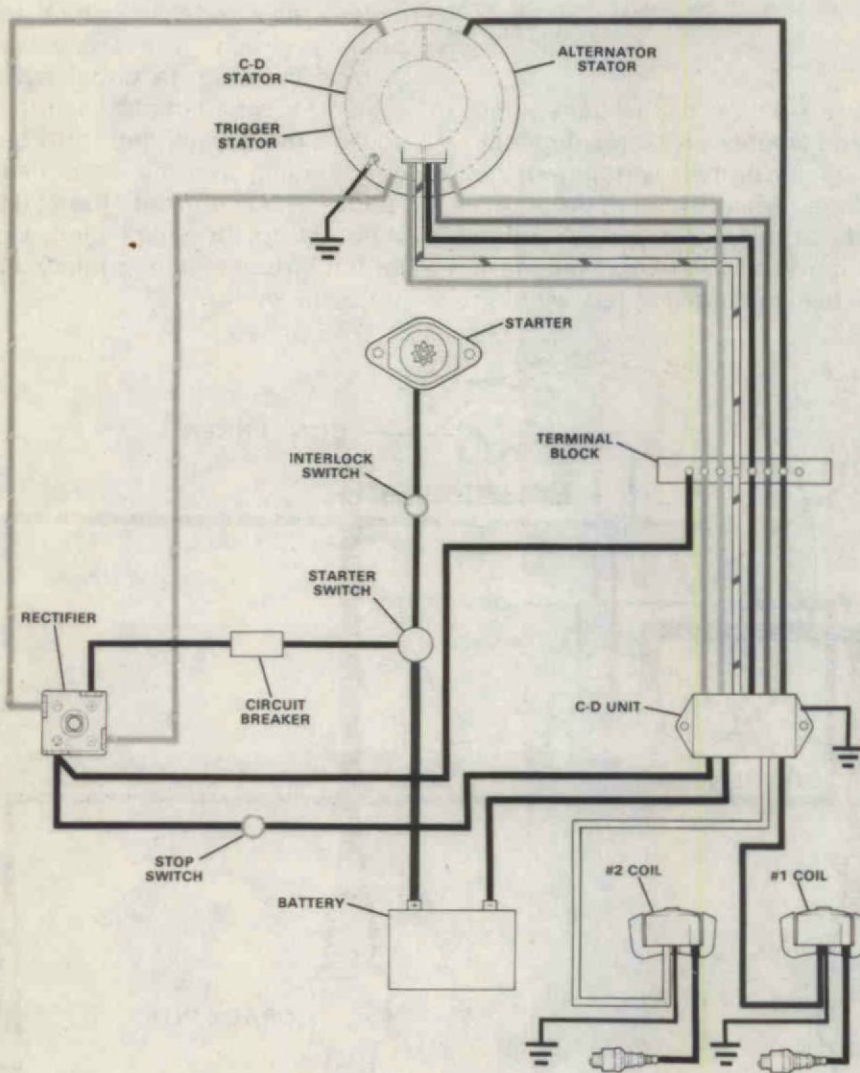 C-D
STATOR
ALTERNATOR
STATOR
TRIGGER
STATOR
STARTER
INTERLOCK
SWITCH
TERMINAL
BLOCK
STARTER
SWITCH
RECTIFIER
CIRCUIT
BREAKER
C-D UNIT
STOP
SWITCH
BATTERY
#2 COIL
#1 COIL